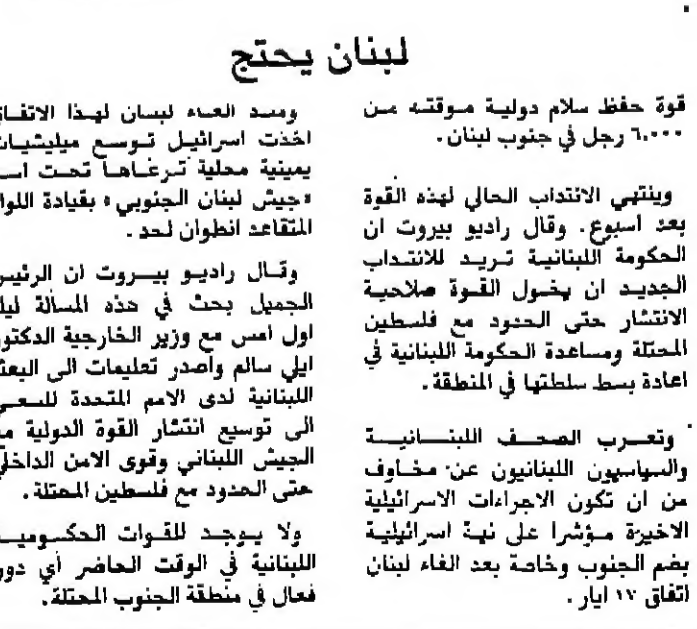 لبنان يحتج
قوة حفظ سلام دولية موقته من
٦,٠٠٠ رجل في جنوب لبنان.
وينتهي الانتداب الحالي لهذه القوة
بعد اسبوع. وقال راديو بيروت ان
الحكومة اللبنانية تريد للانتداب
الجديد ان يخول القوة صلاحية
الانتشار حتى الحدود مع فلسطين
المحتلة ومساعدة الحكومة اللبنانية في
اعادة بسط سلطتها في المنطقة.
وتعرب الصحف اللبنانية
والسياسيون اللبنانيون عن مخاوف
من ان تكون الاجراءات الاسرائيلية
الاخيرة مؤشرا على نية اسرائيلية
بضم الجنوب وخاصة بعد الغاء لبنان
اتفاق ١٧ ايار.
ومنذ الغاء لبنان لهذا الاتفاق
اخذت اسرائيل توسع ميليشيات
يمينية محلية ترعاها تحت اسم
«جيش لبنان الجنوبي» بقيادة اللواء
المتقاعد انطوان لحد.
وقال راديو بيروت ان الرئيس
الجميل بحث في هذه المسألة ليلة
اول امس مع وزير الخارجية الدكتور
ايلي سالم واصدر تعليمات الى البعثة
اللبنانية لدى الامم المتحدة للسعي
الى توسيع انتشار القوة الدولية مع
الجيش اللبناني وقوى الامن الداخلي
حتى الحدود مع فلسطين المحتلة.
ولا يوجد للقوات الحكومية
اللبنانية في الوقت الحاضر أي دور
فعال في منطقة الجنوب المحتلة.